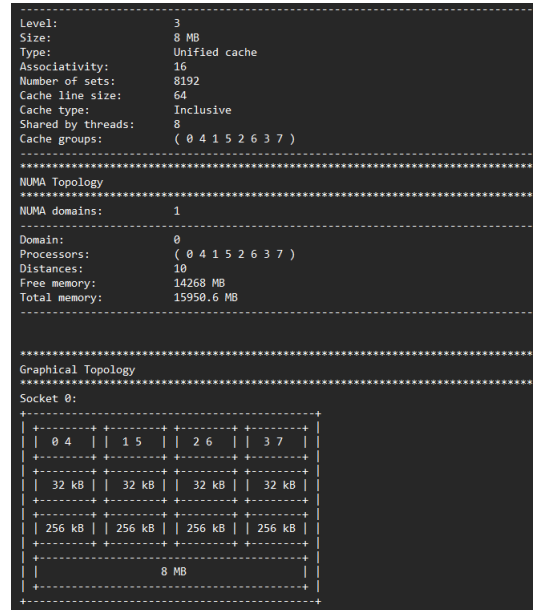 --------------------------------------------------------------------------------
Level: 3
Size: 8 MB
Type: Unified cache
Associativity: 16
Number of sets: 8192
Cache line size: 64
Cache type: Inclusive
Shared by threads: 8
Cache groups: ( 0 4 1 5 2 6 3 7 )
--------------------------------------------------------------------------------
********************************************************************************
NUMA Topology
********************************************************************************
NUMA domains: 1
--------------------------------------------------------------------------------
Domain: 0
Processors: ( 0 4 1 5 2 6 3 7 )
Distances: 10
Free memory: 14268 MB
Total memory: 15950.6 MB
--------------------------------------------------------------------------------
********************************************************************************
Graphical Topology
********************************************************************************
Socket 0:
+---------------------------------------------+
| +--------+ +--------+ +--------+ +--------+ |
| |  0 4   | |  1 5   | |  2 6   | |  3 7   | |
| +--------+ +--------+ +--------+ +--------+ |
| +--------+ +--------+ +--------+ +--------+ |
| |  32 kB | |  32 kB | |  32 kB | |  32 kB | |
| +--------+ +--------+ +--------+ +--------+ |
| +--------+ +--------+ +--------+ +--------+ |
| | 256 kB | | 256 kB | | 256 kB | | 256 kB | |
| +--------+ +--------+ +--------+ +--------+ |
| +-----------------------------------------+ |
| |                   8 MB                  | |
| +-----------------------------------------+ |
+---------------------------------------------+